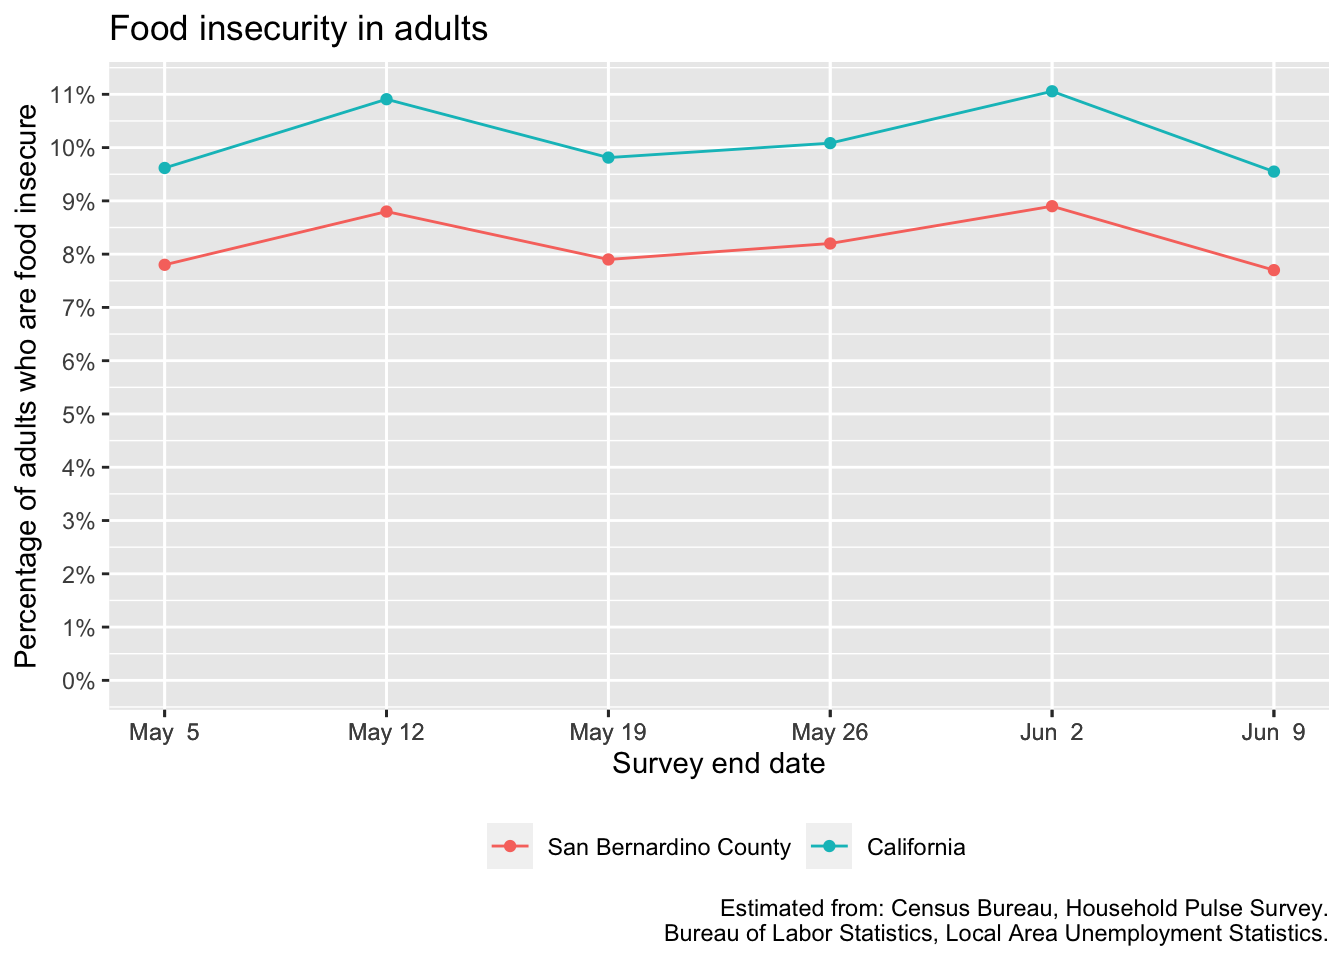 Food insecurity in adults
Percentage of adults who are food insecure
11%
10%
9%
8%
7%
6%
5%
4%
3%
2%
1%
0%
May  5 May 12 May 19 May 26 Jun  2 Jun  9
Survey end date
San Bernardino County California
Estimated from: Census Bureau, Household Pulse Survey.
Bureau of Labor Statistics, Local Area Unemployment Statistics.